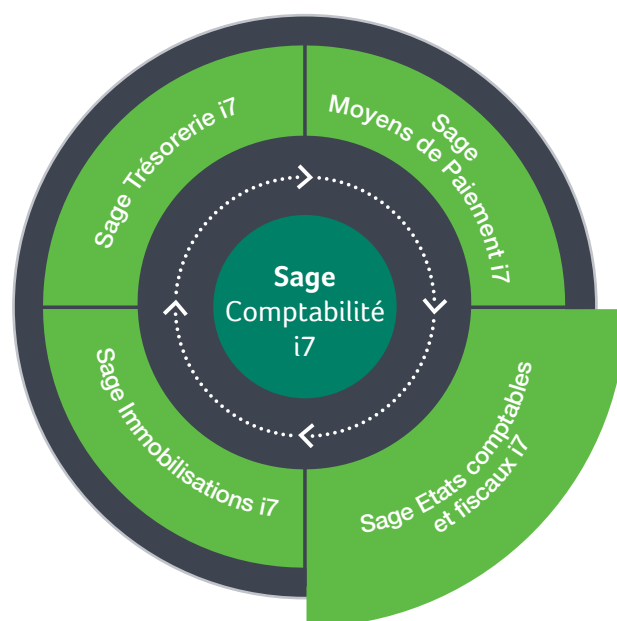 Sage Trésorerie i7
Sage
Moyens de Paiement i7
Sage
Comptabilité
i7
Sage Immobilisations i7
Sage Etats comptables
et fiscaux i7